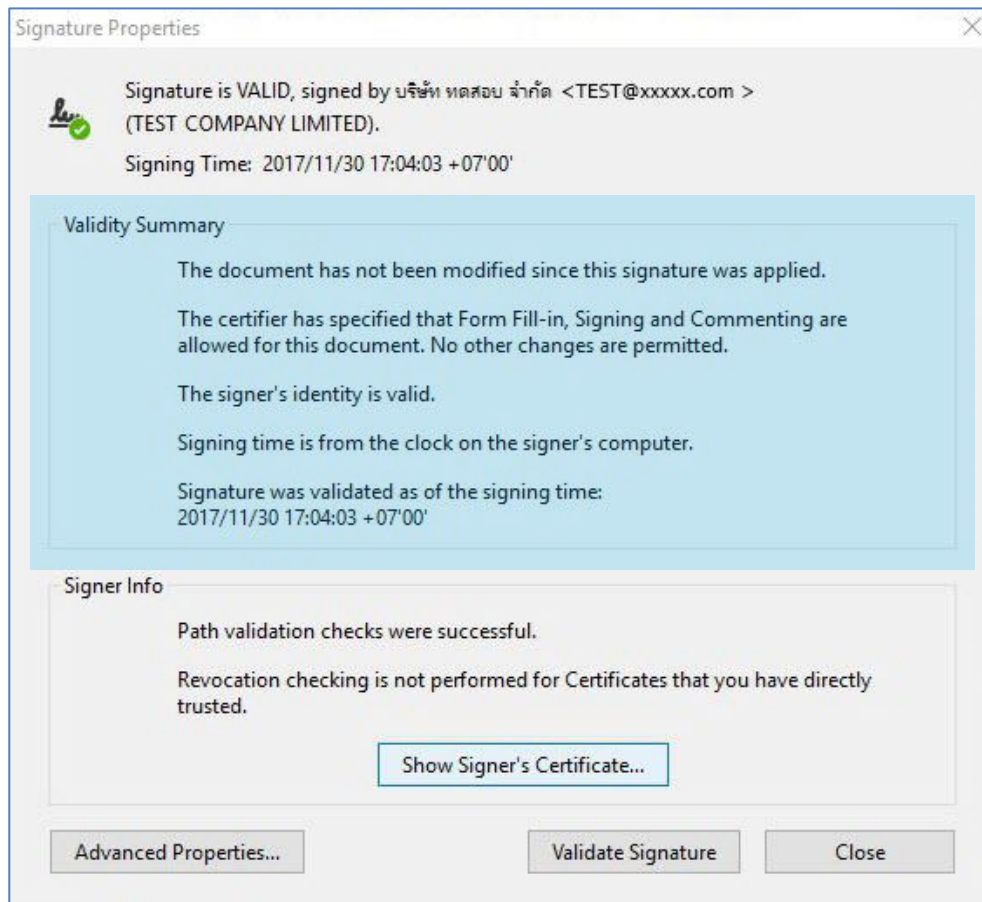 Signature Properties
Signature is VALID, signed by บริษัท ทดสอบ จำกัด <TEST@xxxxx.com >
(TEST COMPANY LIMITED).
Signing Time: 2017/11/30 17:04:03 +07'00'
Validity Summary
The document has not been modified since this signature was applied.
The certifier has specified that Form Fill-in, Signing and Commenting are
allowed for this document. No other changes are permitted.
The signer's identity is valid.
Signing time is from the clock on the signer's computer.
Signature was validated as of the signing time:
2017/11/30 17:04:03 +07'00'
Signer Info
Path validation checks were successful.
Revocation checking is not performed for Certificates that you have directly
trusted.
Show Signer's Certificate...
Advanced Properties...
Validate Signature
Close